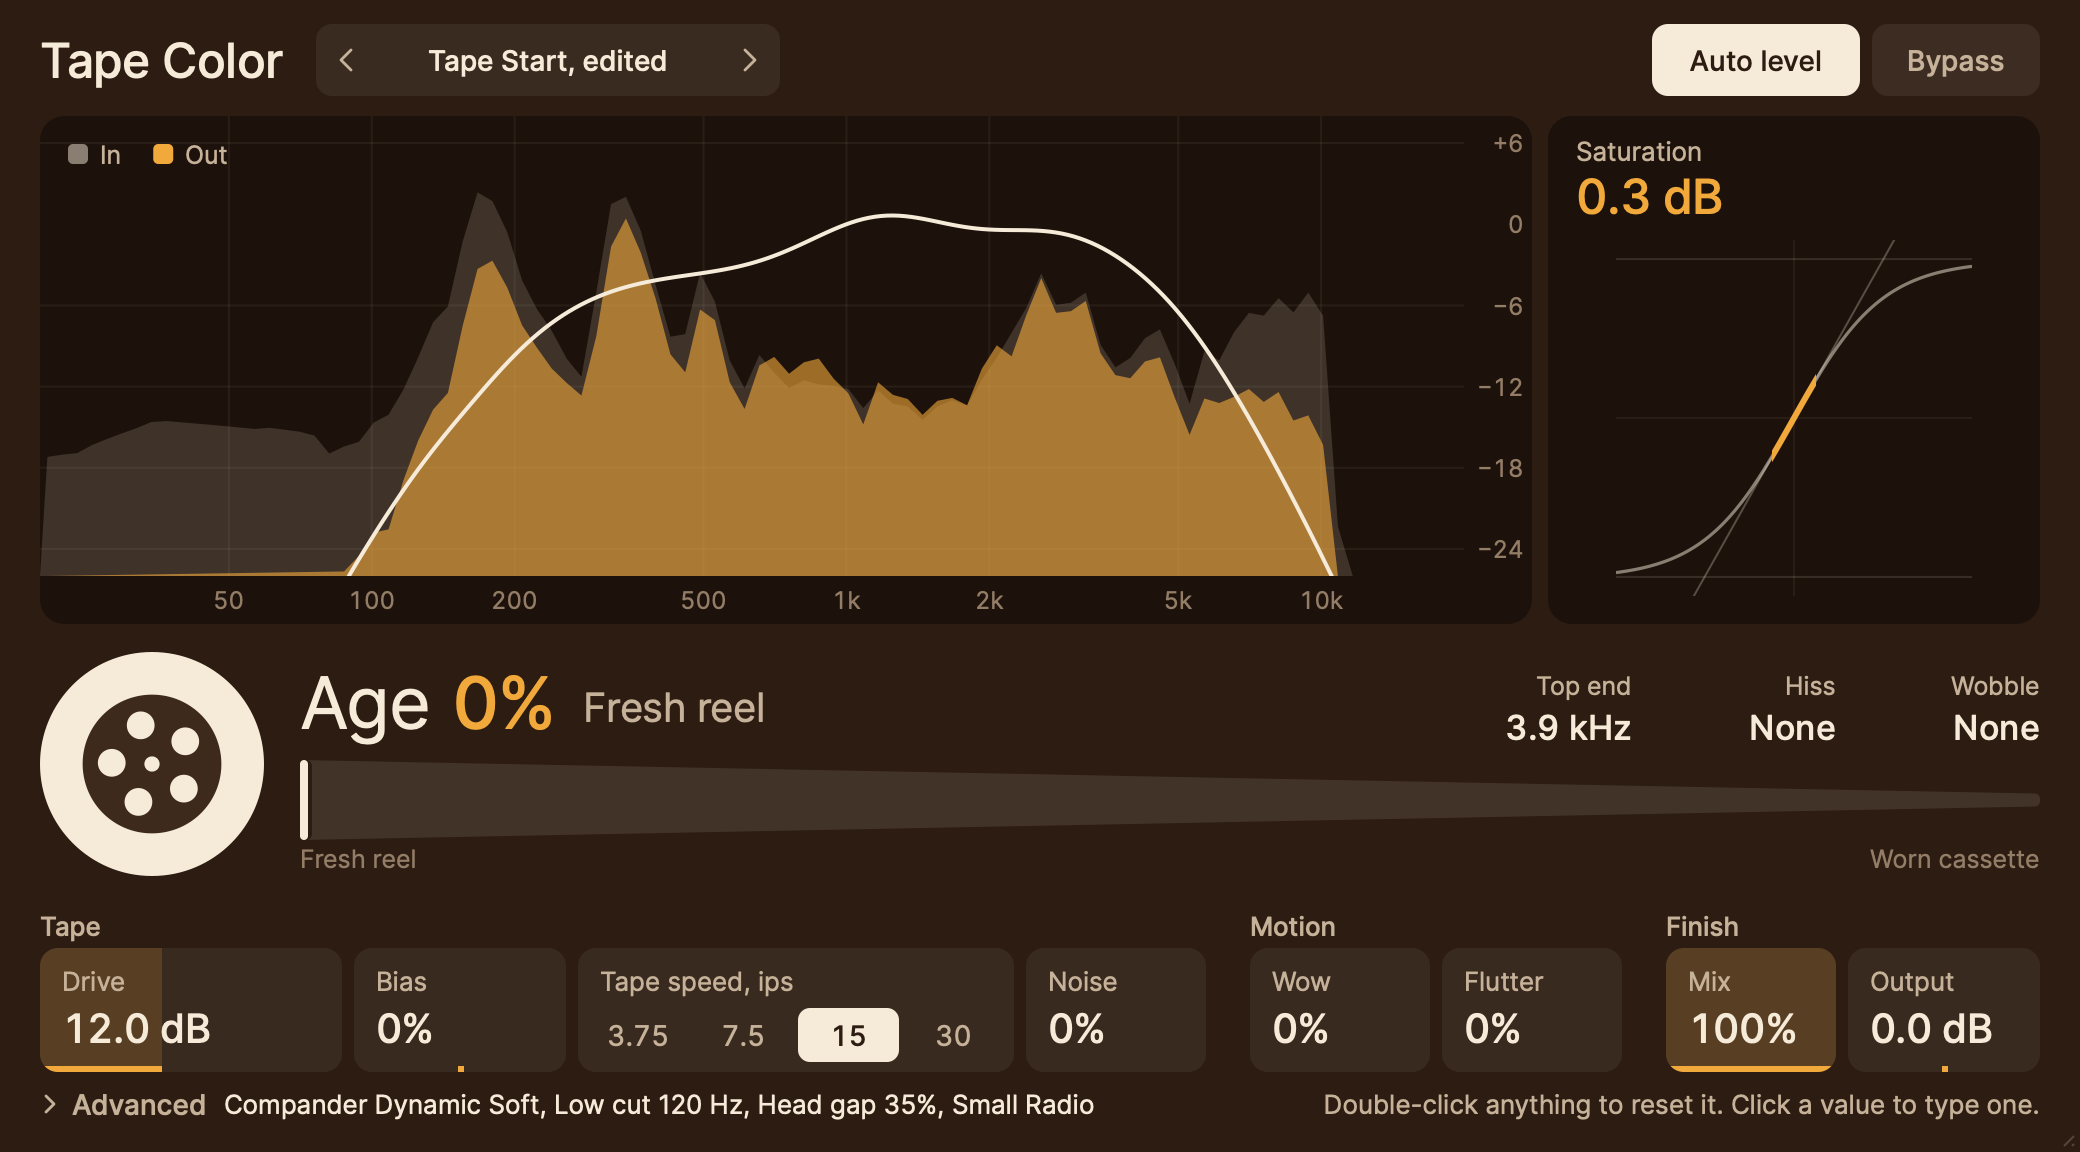 Tape Color
Tape Start, edited
Auto level
Bypass
In
Out
+6
0
−6
−12
−18
−24
50
100
200
500
1k
2k
5k
10k
Saturation
0.3 dB
Age 0% Fresh reel
Top end
3.9 kHz
Hiss
None
Wobble
None
Fresh reel
Worn cassette
Tape
Drive
12.0 dB
Bias
0%
Tape speed, ips
3.75 7.5 15 30
Noise
0%
Motion
Wow
0%
Flutter
0%
Finish
Mix
100%
Output
0.0 dB
Advanced Compander Dynamic Soft, Low cut 120 Hz, Head gap 35%, Small Radio
Double-click anything to reset it. Click a value to type one.